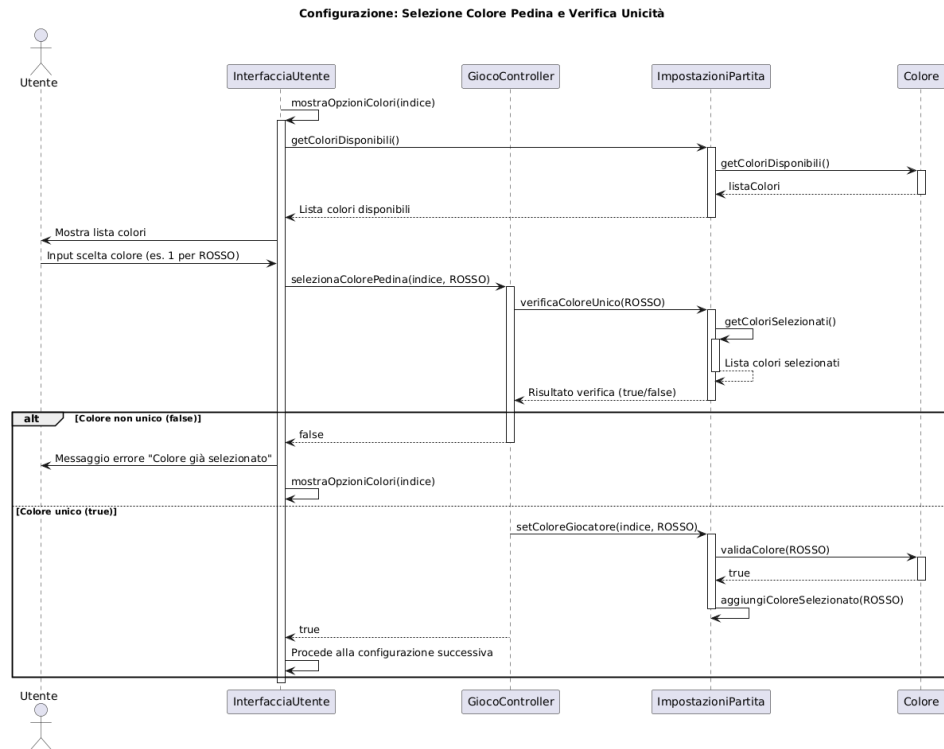 Configurazione: Selezione Colore Pedina e Verifica Unicità
Utente
InterfacciaUtente
GiocoController
ImpostazioniPartita
Colore
mostraOpzioniColori(indice)
getColoriDisponibili()
getColoriDisponibili()
listaColori
Lista colori disponibili
Mostra lista colori
Input scelta colore (es. 1 per ROSSO)
selezionaColorePedina(indice, ROSSO)
verificaColoreUnico(ROSSO)
getColoriSelezionati()
Lista colori selezionati
Risultato verifica (true/false)
alt
[Colore non unico (false)]
false
Messaggio errore "Colore già selezionato"
mostraOpzioniColori(indice)
[Colore unico (true)]
setColoreGiocatore(indice, ROSSO)
validaColore(ROSSO)
true
aggiungiColoreSelezionato(ROSSO)
true
Procede alla configurazione successiva
Utente
InterfacciaUtente
GiocoController
ImpostazioniPartita
Colore